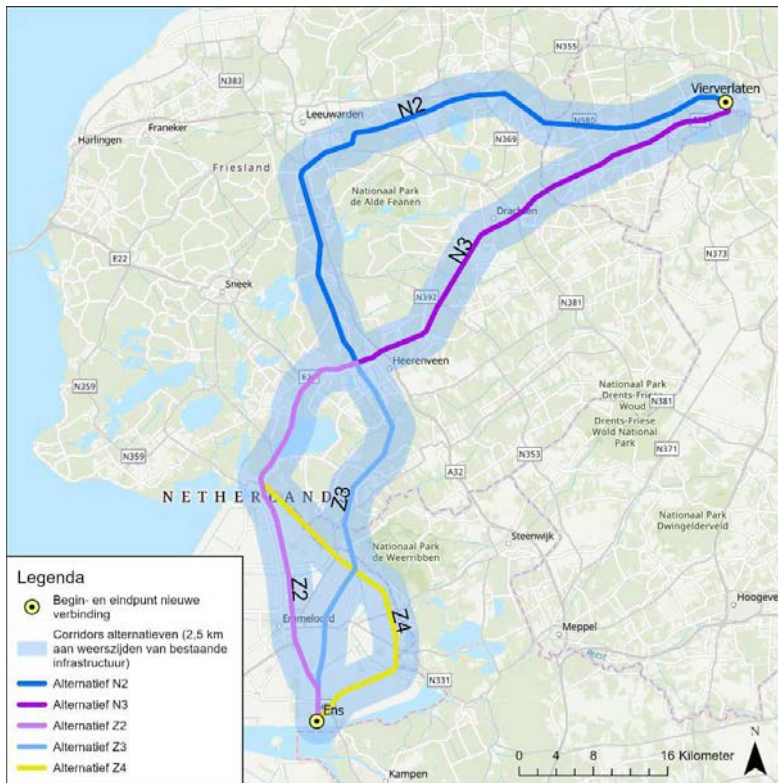 N355
N383
Vierverlaten
Leeuwarden
N2
Franeker
Harlingen
N980
N369
Friesland
Nationaal Park
de Alde Feanen
Drachten
N3
E22
N373
Sneek
N392
N381
Heerenveen
N359
Nationaal Park
Drents-Friese
Woud
N381
Drents-Friese
Wold National
Park
N359
N353
N371
A32
NETHERLAND
Z3
Nationaal Park
Dwingelderveld
Steenwijk
Nationaal Park
de Weerribben
Z2
Z4
Emmeloord
Hoogeve
Meppel
N331
Ens
Kampen
Legenda
Begin- en eindpunt nieuwe
verbinding
Corridors alternatieven (2,5 km
aan weerszijden van bestaande
infrastructuur)
Alternatief N2
Alternatief N3
Alternatief Z2
Alternatief Z3
Alternatief Z4
N
0 4 8 16 Kilometer